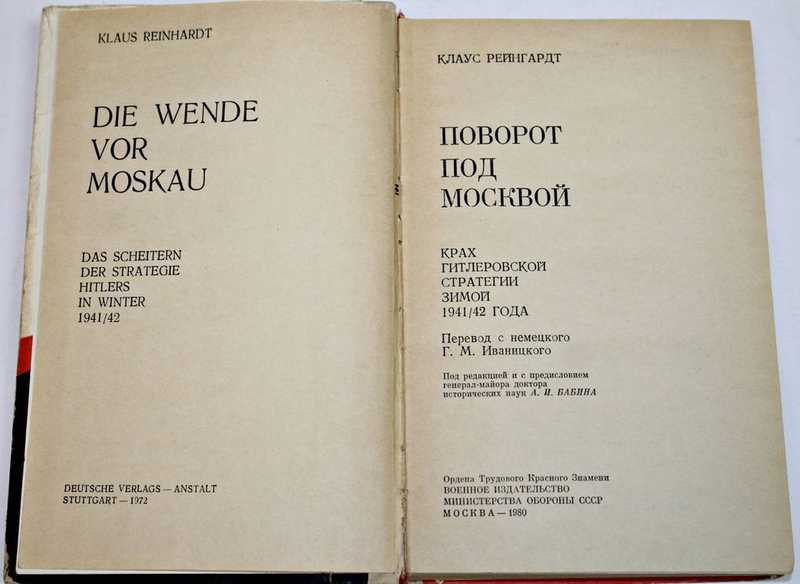 KLAUS REINHARDT
DIE WENDE
VOR
MOSKAU
DAS SCHEITERN
DER STRATEGIE
HITLERS
IN WINTER
1941/42
DEUTSCHE VERLAGS — ANSTALT
STUTTGART — 1972
КЛАУС РЕЙНГАРДТ
ПОВОРОТ
ПОД
МОСКВОЙ
КРАХ
ГИТЛЕРОВСКОЙ
СТРАТЕГИИ
ЗИМОЙ
1941/42 ГОДА
Перевод с немецкого
Г. М. Иваницкого
Под редакцией и с предисловием
генерал-майора доктора
исторических наук А. И. БАБИНА
Ордена Трудового Красного Знамени
ВОЕННОЕ ИЗДАТЕЛЬСТВО
МИНИСТЕРСТВА ОБОРОНЫ СССР
МОСКВА — 1980